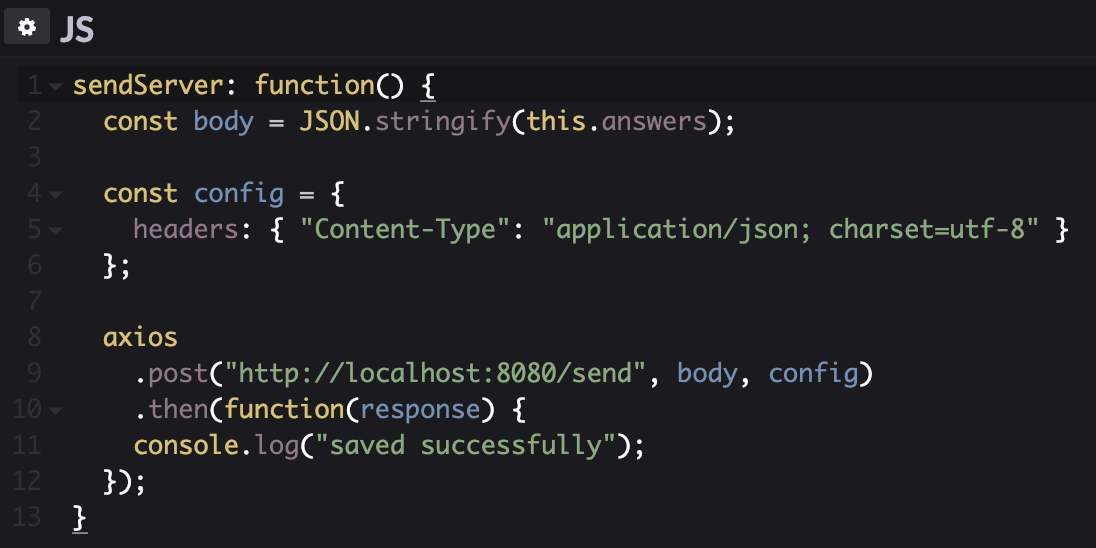 JS
1 sendServer: function() {
2 const body = JSON.stringify(this.answers);
3
4 const config = {
5 headers: { "Content-Type": "application/json; charset=utf-8" }
6 };
7
8 axios
9 .post("http://localhost:8080/send", body, config)
10 .then(function(response) {
11 console.log("saved successfully");
12 });
13 }